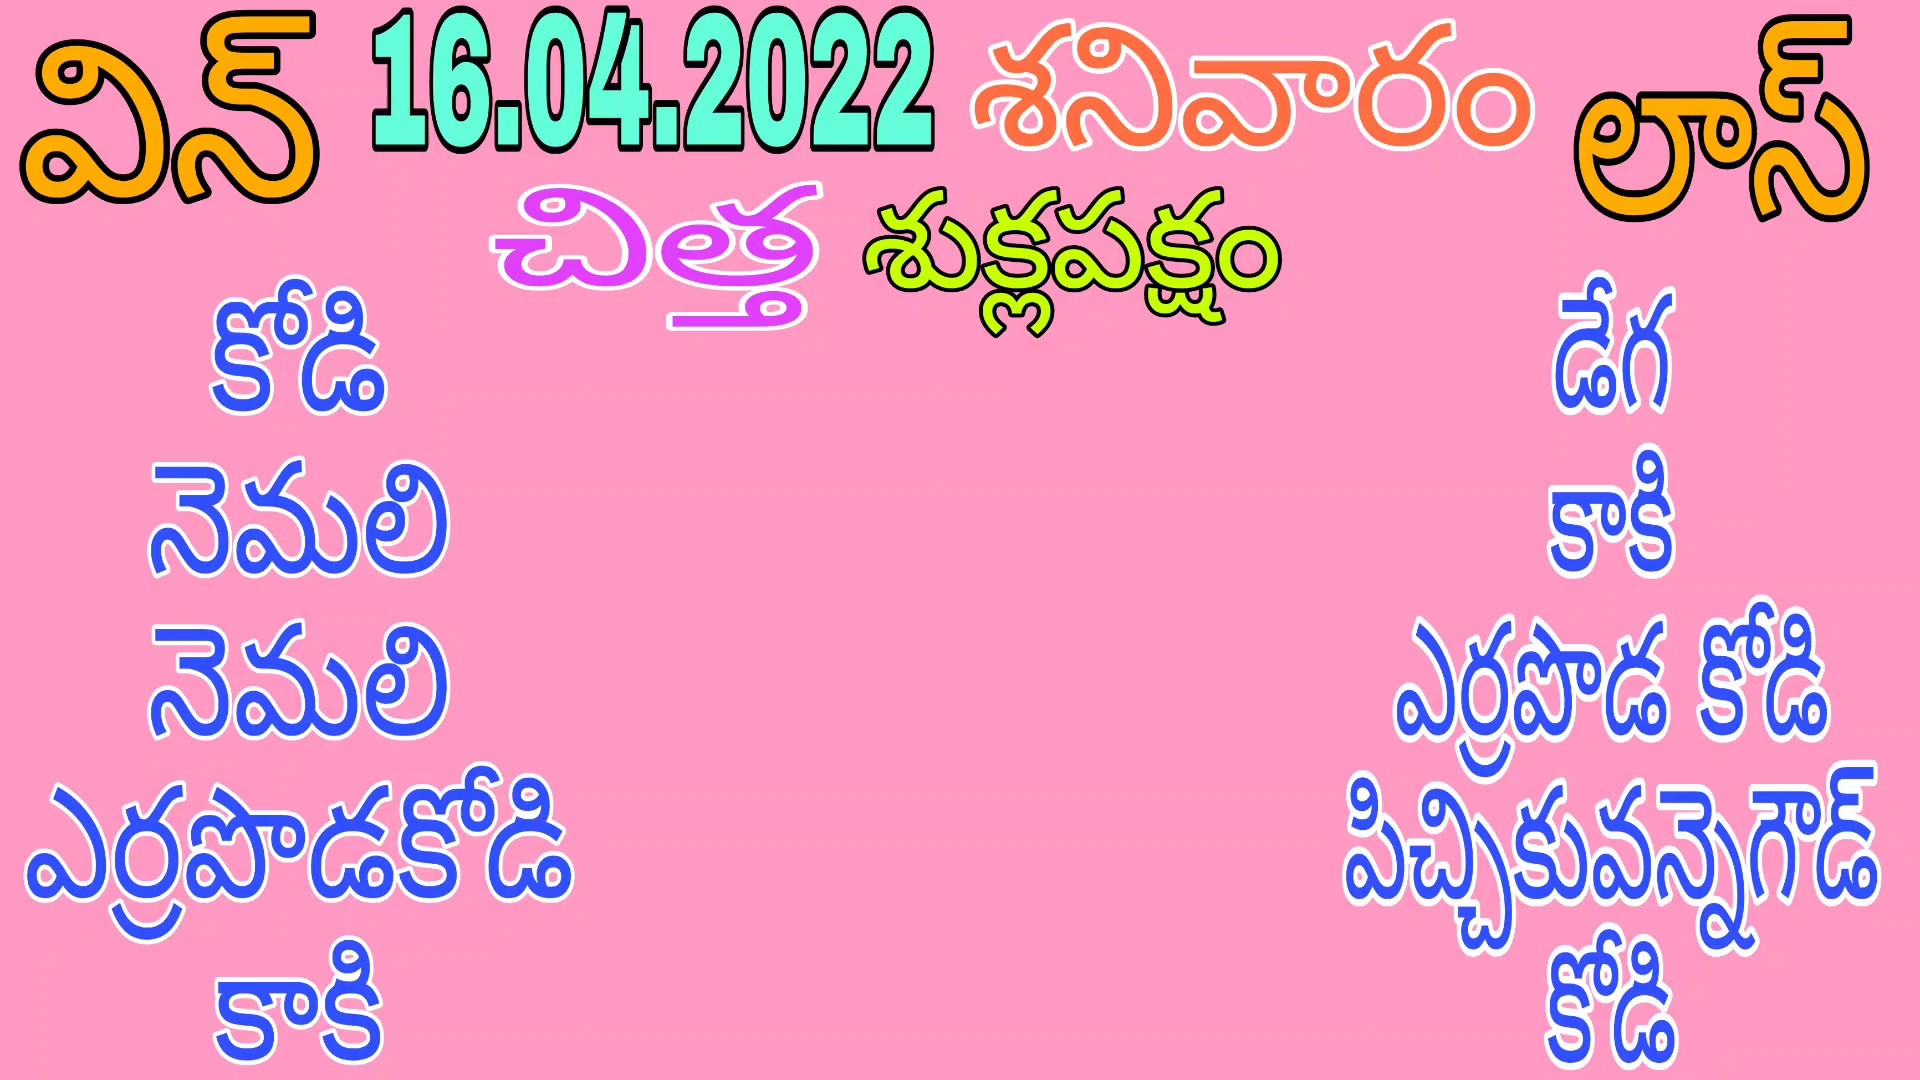 విన్ 16.04.2022 శనివారం లాస్
చిత్త శుక్లపక్షం
కోడి డేగ
నెమలి కాకి
నెమలి ఎర్రపొడ కోడి
ఎర్రపొడకోడి పిచ్చికువన్నెగౌడ్
కాకి కోడి